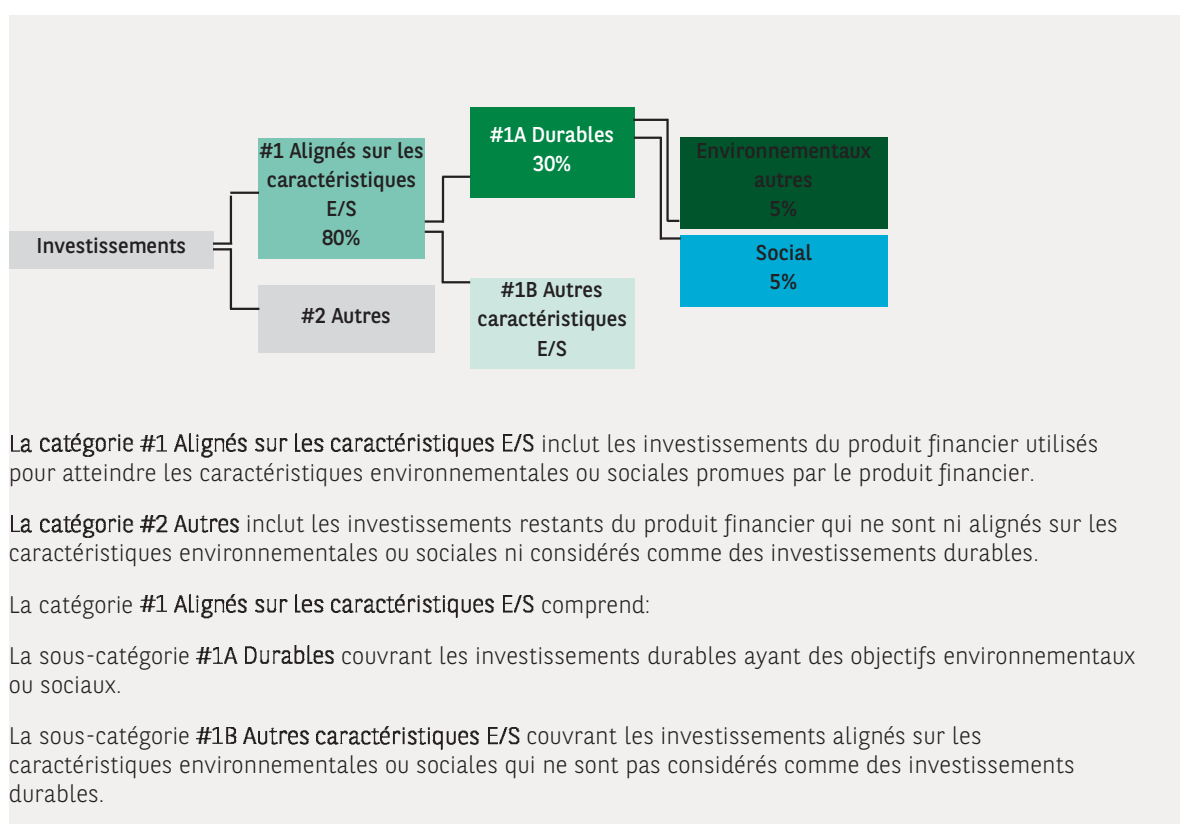 #1A Durables
30%
#1 Alignés sur les
caractéristiques
E/S
80%
Environnementaux
autres
5%
Investissements
Social
5%
#2 Autres
#1B Autres
caractéristiques
E/S
La catégorie #1 Alignés sur les caractéristiques E/S inclut les investissements du produit financier utilisés
pour atteindre les caractéristiques environnementales ou sociales promues par le produit financier.
La catégorie #2 Autres inclut les investissements restants du produit financier qui ne sont ni alignés sur les
caractéristiques environnementales ou sociales ni considérés comme des investissements durables.
La catégorie #1 Alignés sur les caractéristiques E/S comprend:
La sous-catégorie #1A Durables couvrant les investissements durables ayant des objectifs environnementaux
ou sociaux.
La sous-catégorie #1B Autres caractéristiques E/S couvrant les investissements alignés sur les
caractéristiques environnementales ou sociales qui ne sont pas considérés comme des investissements
durables.